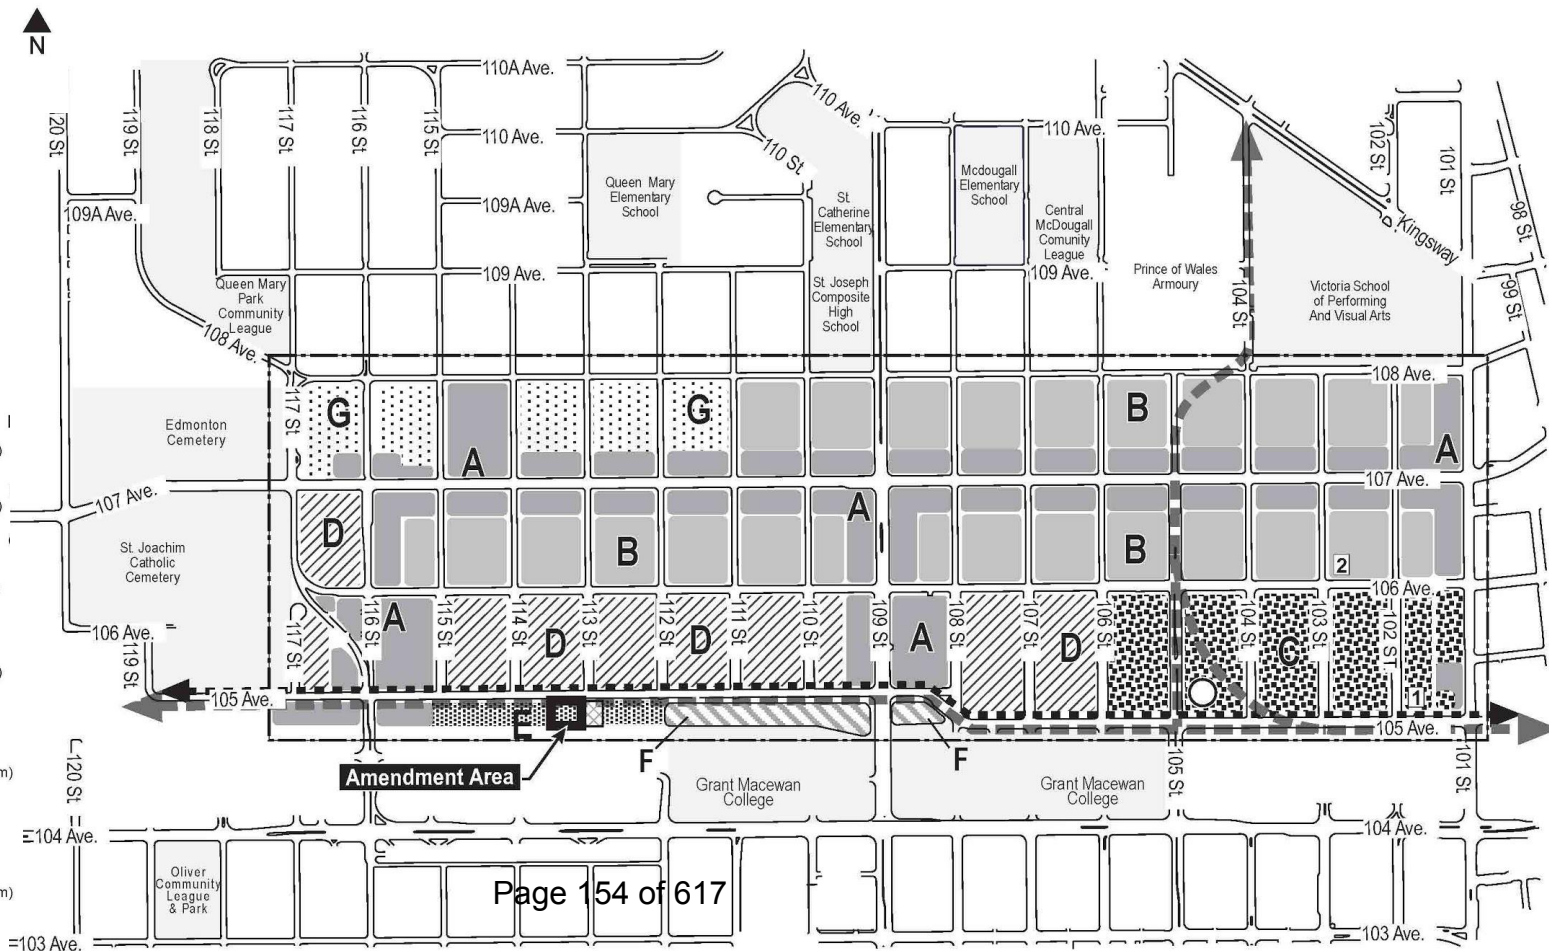 N
110A Ave.
110 Ave.
110 Ave.
110 Ave.
110 St
120 St
119 St
118 St
117 St
116 St
115 St
102 St
101 St
98 St
99 St
Kingsway
104 St
109A Ave.
109A Ave.
109 Ave.
109 Ave.
108 Ave.
Queen Mary
Elementary
School
St.
Catherine
Elementary
School
St. Joseph
Composite
High
School
Mcdougall
Elementary
School
Central
McDougall
Comunity
League
Prince of Wales
Armoury
Victoria School
of Performing
And Visual Arts
Queen Mary
Park
Community
League
108 Ave.
Edmonton
Cemetery
117 St
G
G
A
B
A
107 Ave.
107 Ave.
St. Joachim
Catholic
Cemetery
D
B
A
B
2
106 Ave.
106 Ave.
119 St
117 St
116 St
A
115 St
114 St
D
113 St
112 St
D
111 St
110 St
109 St
A
108 St
107 St
D
106 St
104 St
C
103 St
102 ST
1
105 Ave.
105 Ave.
E
F
F
Amendment Area
Grant Macewan
College
Grant Macewan
College
120 St
105 St
101 St
104 Ave.
104 Ave.
Oliver
Community
League
& Park
Page 154 of 617
103 Ave.
103 Ave.
m)
m)